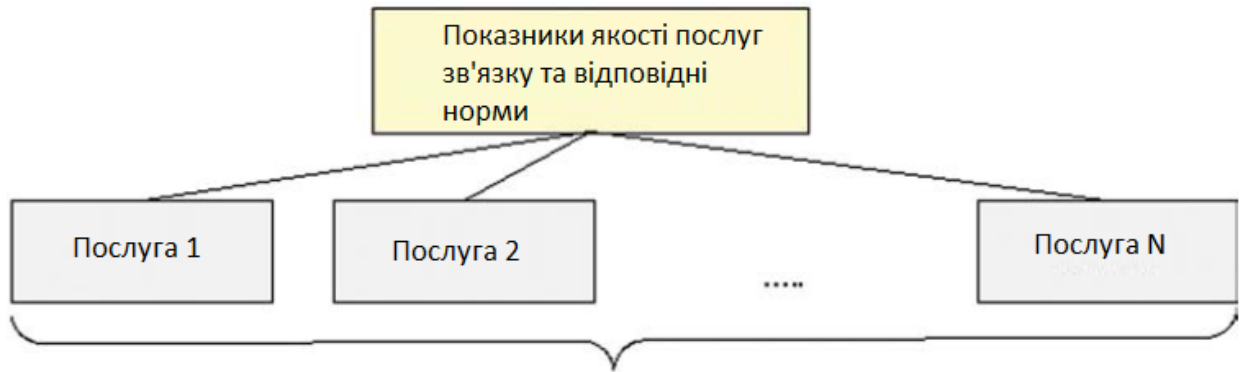 Показники якості послуг
зв'язку та відповідні
норми
Послуга 1
Послуга 2
.....
Послуга N